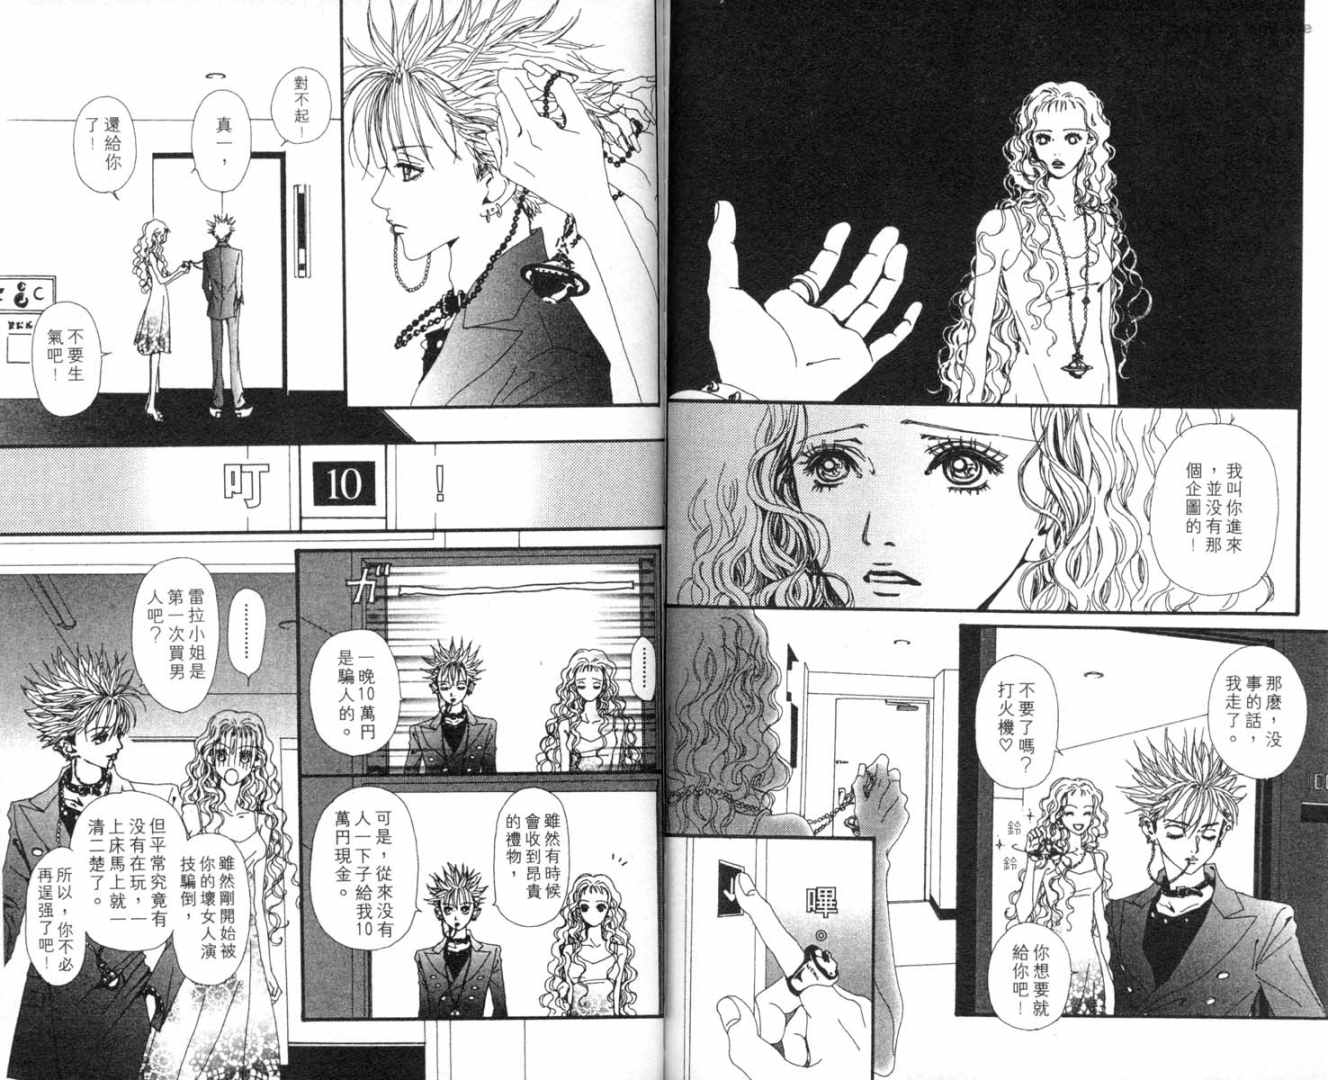 我叫你進來
，並没有那
個企圖的！
那麼，没
事的話，
我走了。
不要了嗎？
打火機♡
鈴
鈴
你想要就
給你吧！
嗶
對不起！
真一，
還給你
了！
不要生
氣吧！
叮
10
！
ガ
………
一晚10萬円
是騙人的。
雖然有時候
會收到昂貴
的禮物，
可是，從來没有
人一下子給我10
萬円現金。
………
雷拉小姐是
第一次買男
人吧？
雖然剛開始被
你的壞女人演
技騙倒，
但平常究竟有
没有在玩，一
上床馬上就一
清二楚了。
所以，你不必
再逞强了吧！